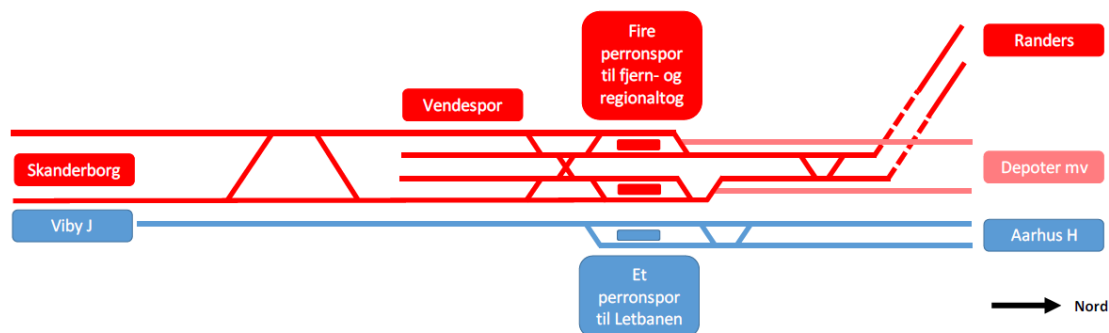 Fire
perronspor
til fjern- og
regionaltog
Randers
Vendespor
Skanderborg
Depoter mv
Viby J
Aarhus H
Et
perronspor
til Letbanen
Nord